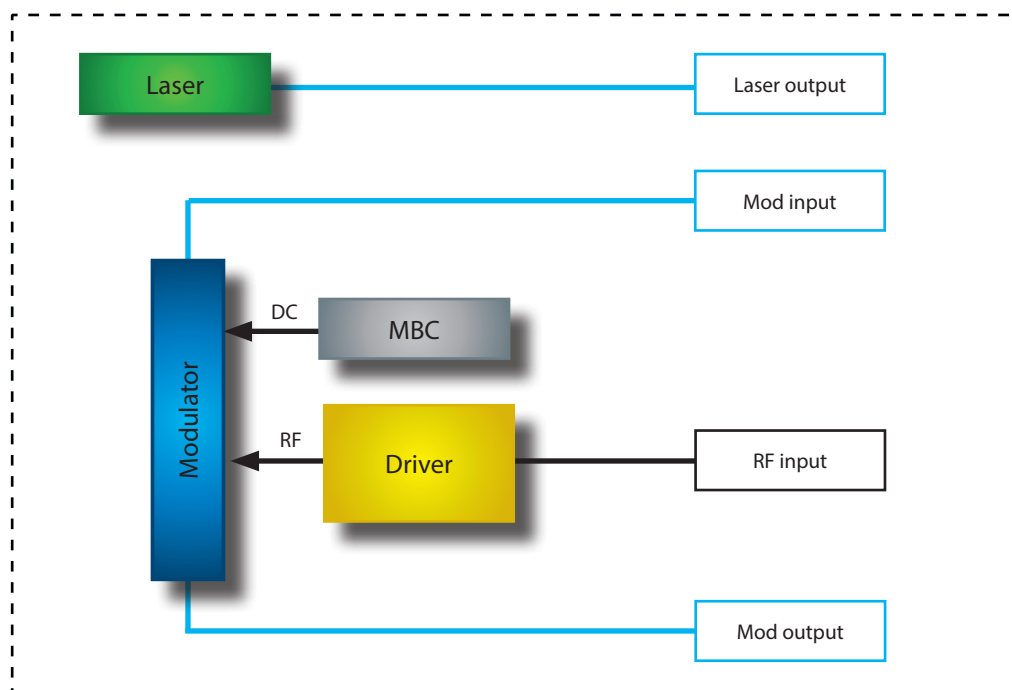 Laser
Laser output
Mod input
DC
MBC
Modulator
RF
Driver
RF input
Mod output